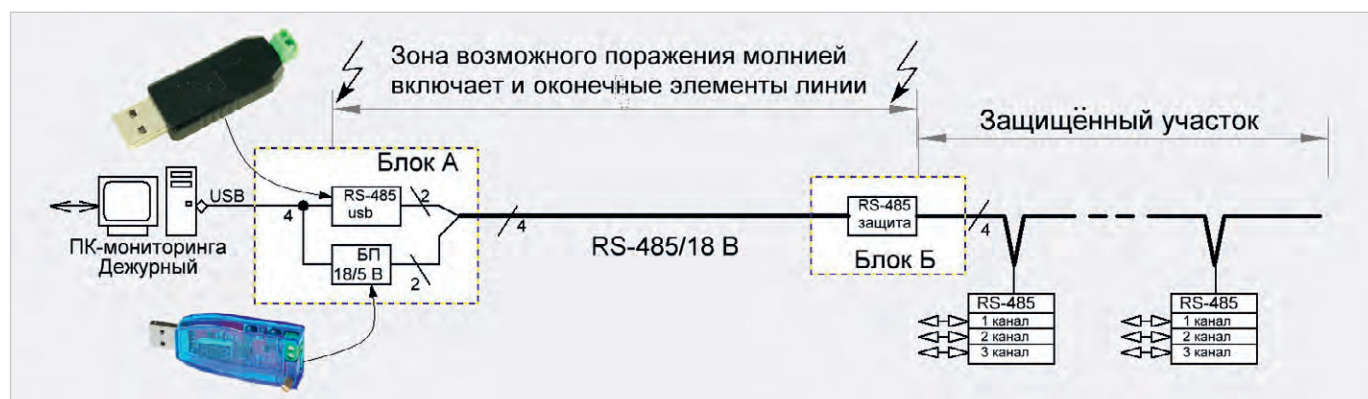 Зона возможного поражения молнией
включает и оконечные элементы линии
Защищённый участок
Блок А
USB
4
RS-485
usb
2
БП
18/5 В
2
ПК-мониторинга
Дежурный
4
RS-485/18 В
RS-485
защита
Блок Б
4
RS-485
1 канал
2 канал
3 канал
RS-485
1 канал
2 канал
3 канал